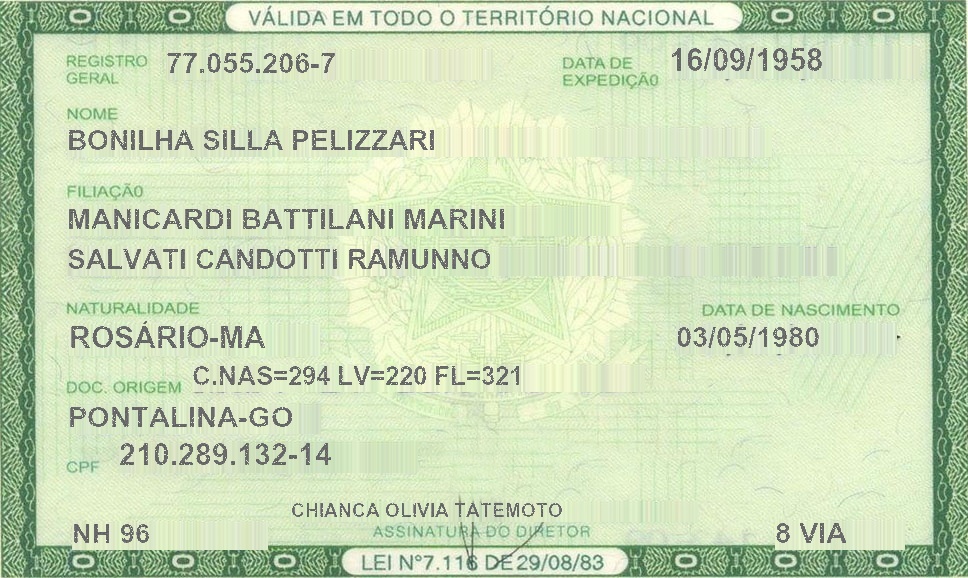 VÁLIDA EM TODO O TERRITÓRIO NACIONAL
REGISTRO GERAL 77.055.206-7 DATA DE EXPEDIÇÃO 16/09/1958
NOME
BONILHA SILLA PELIZZARI
FILIAÇÃO
MANICARDI BATTILANI MARINI
SALVATI CANDOTTI RAMUNNO
NATURALIDADE DATA DE NASCIMENTO
ROSÁRIO-MA 03/05/1980
DOC. ORIGEM C.NAS=294 LV=220 FL=321
PONTALINA-GO
CPF 210.289.132-14
CHIANCA OLIVIA TATEMOTO
NH 96 ASSINATURA DO DIRETOR 8 VIA
LEI Nº7.116 DE 29/08/83